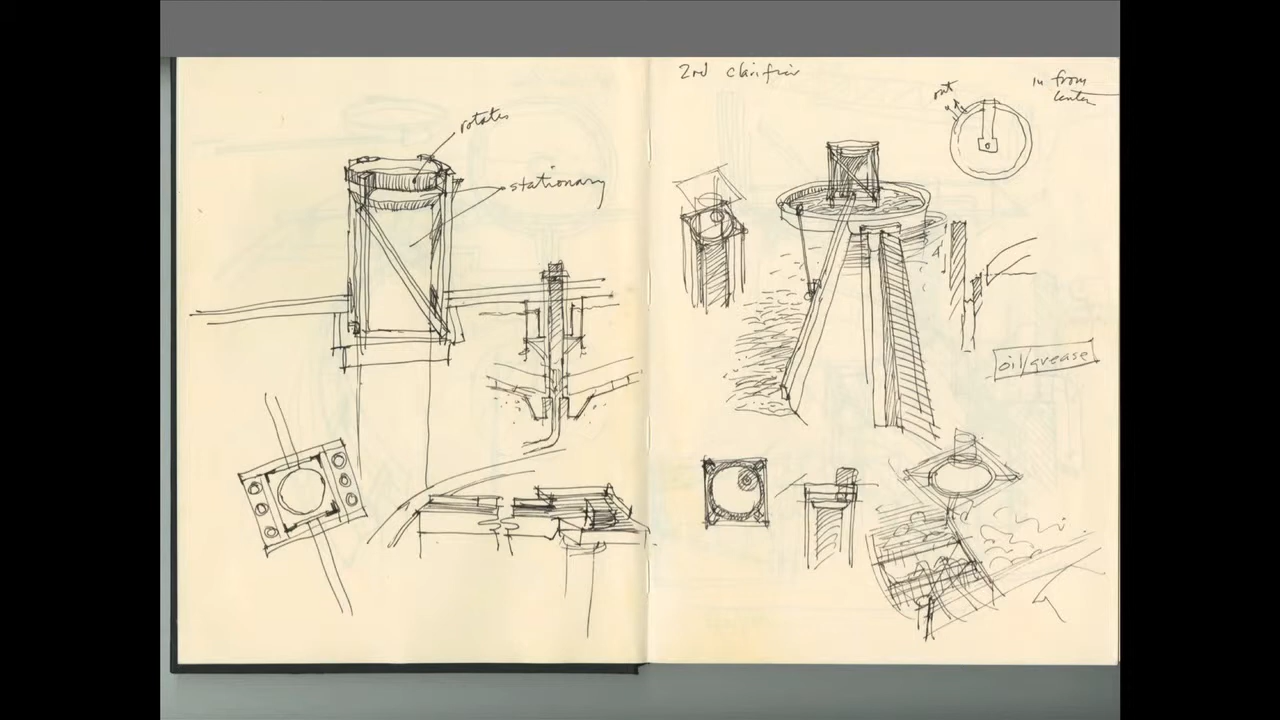 rotates
stationary
2nd clarifier
out
in from
center
oil/grease